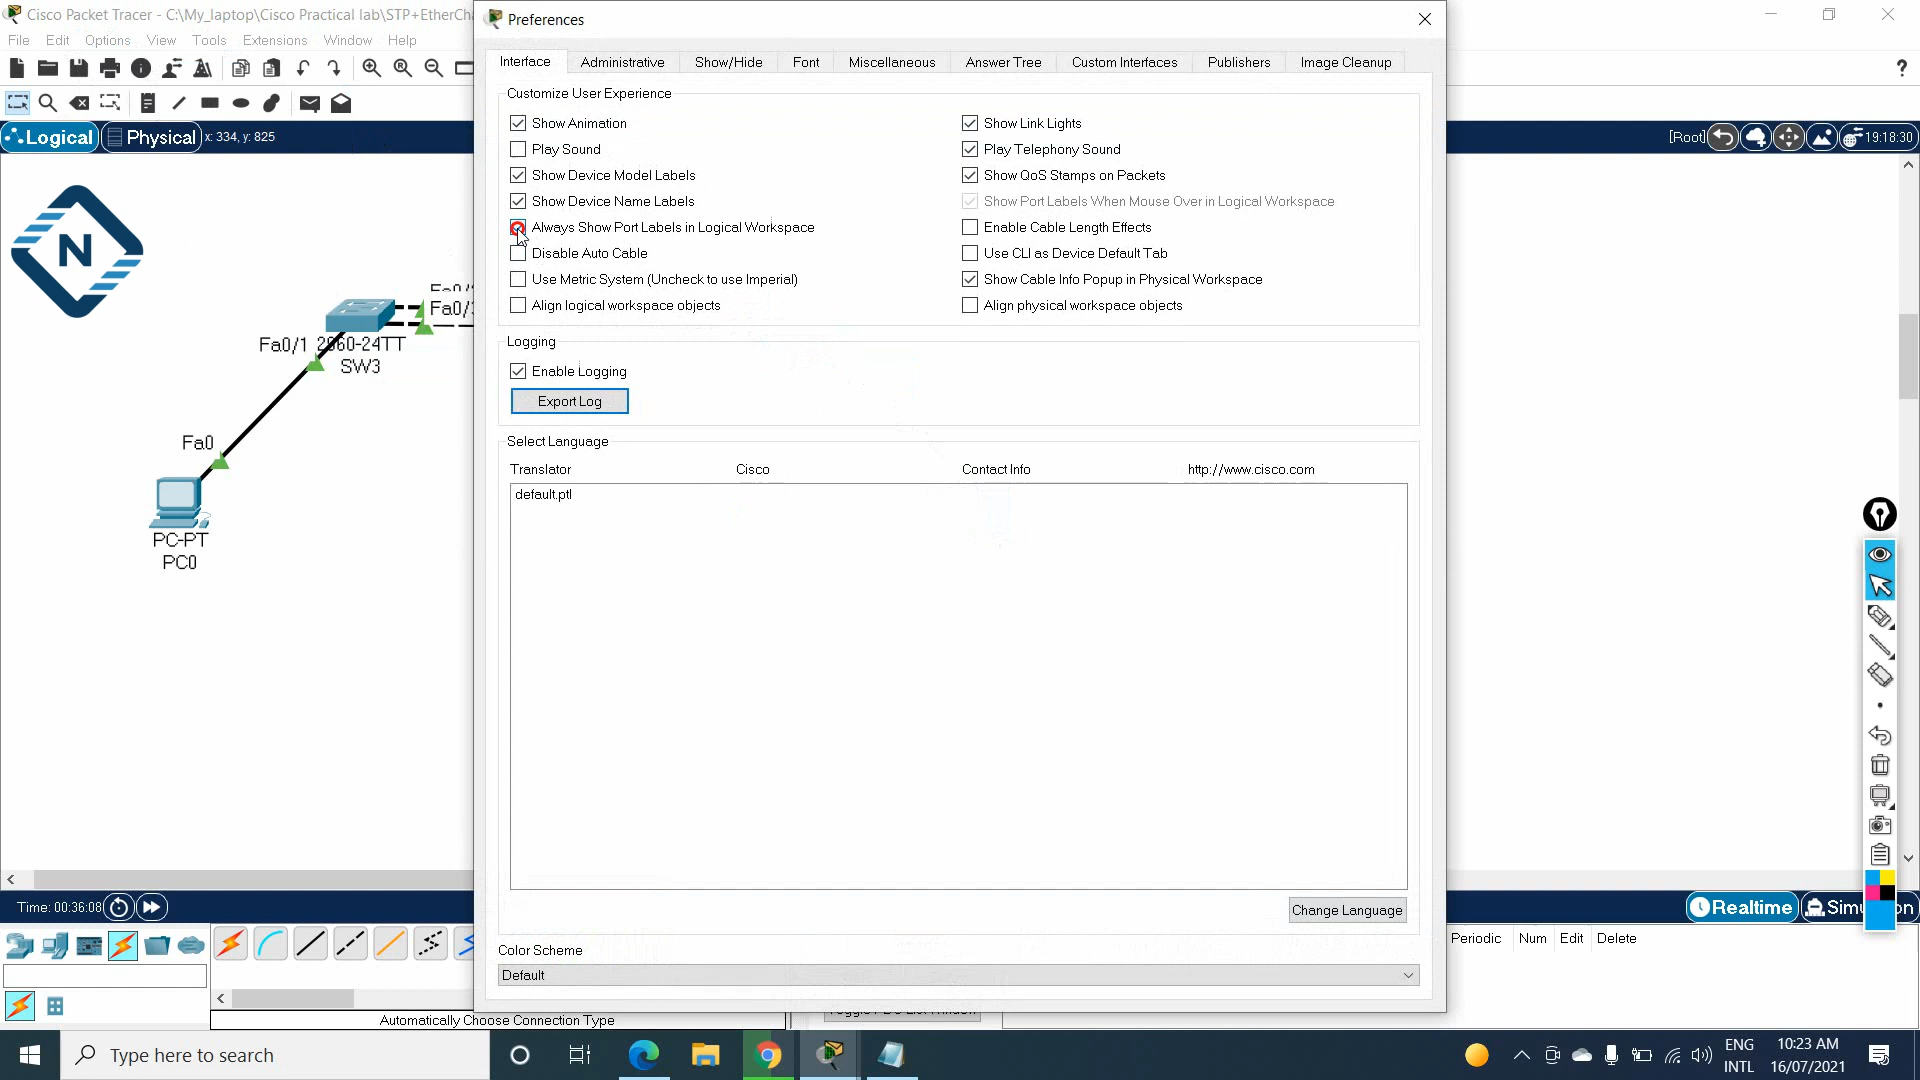 Cisco Packet Tracer - C:\My_laptop\Cisco Practical lab\STP+EtherCha
Preferences
File Edit Options View Tools Extensions Window Help
Interface Administrative Show/Hide Font Miscellaneous Answer Tree Custom Interfaces Publishers Image Cleanup
?
Customize User Experience
Show Animation
Show Link Lights
Logical Physical x: 334, y: 825
[Root] 19:18:30
Play Sound
Play Telephony Sound
Show Device Model Labels
Show QoS Stamps on Packets
Show Device Name Labels
Show Port Labels When Mouse Over in Logical Workspace
Always Show Port Labels in Logical Workspace
Enable Cable Length Effects
Disable Auto Cable
Use CLI as Device Default Tab
Use Metric System (Uncheck to use Imperial)
Show Cable Info Popup in Physical Workspace
Align logical workspace objects
Align physical workspace objects
N
Fa0/3
Fa0/1 2960-24TT
SW3
Logging
Enable Logging
Export Log
Fa0
Select Language
Translator Cisco Contact Info http://www.cisco.com
default.ptl
PC-PT
PC0
Change Language
Time: 00:36:08
Realtime
Color Scheme
Default
Periodic Num Edit Delete
Automatically Choose Connection Type
Type here to search
ENG
INTL
10:23 AM
16/07/2021